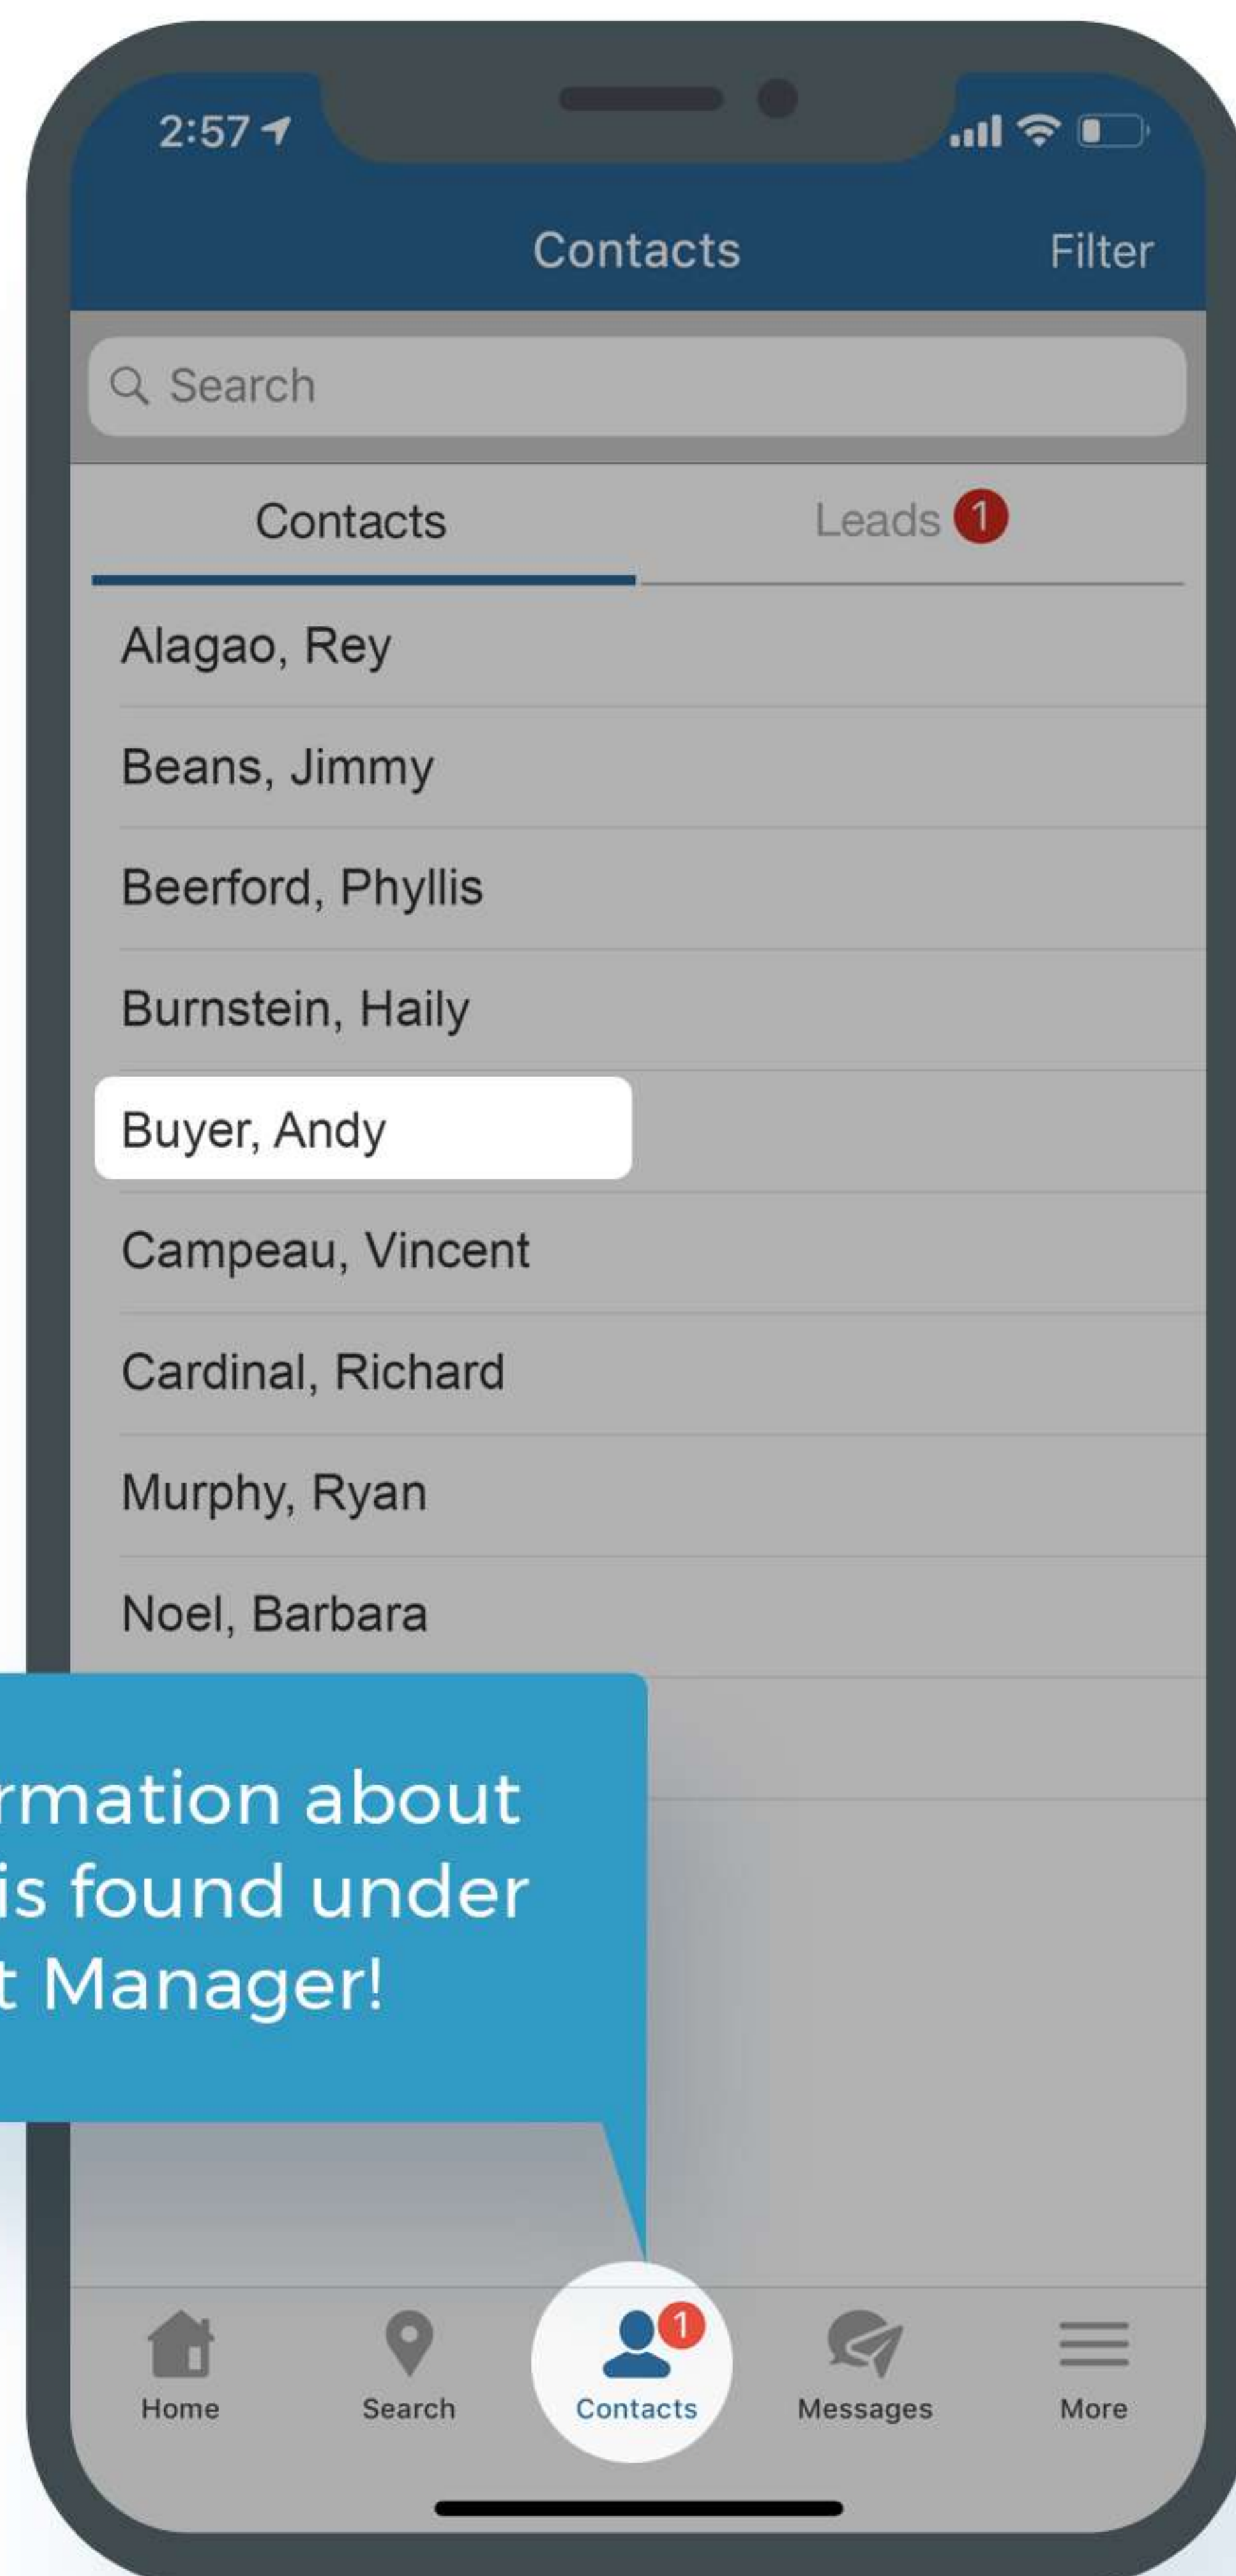 2:57
Contacts Filter
Search
Contacts Leads 1
Alagao, Rey
Beans, Jimmy
Beerford, Phyllis
Burnstein, Haily
Buyer, Andy
Campeau, Vincent
Cardinal, Richard
Murphy, Ryan
Noel, Barbara
rmation about
is found under
t Manager!
1
Home Search Contacts Messages More